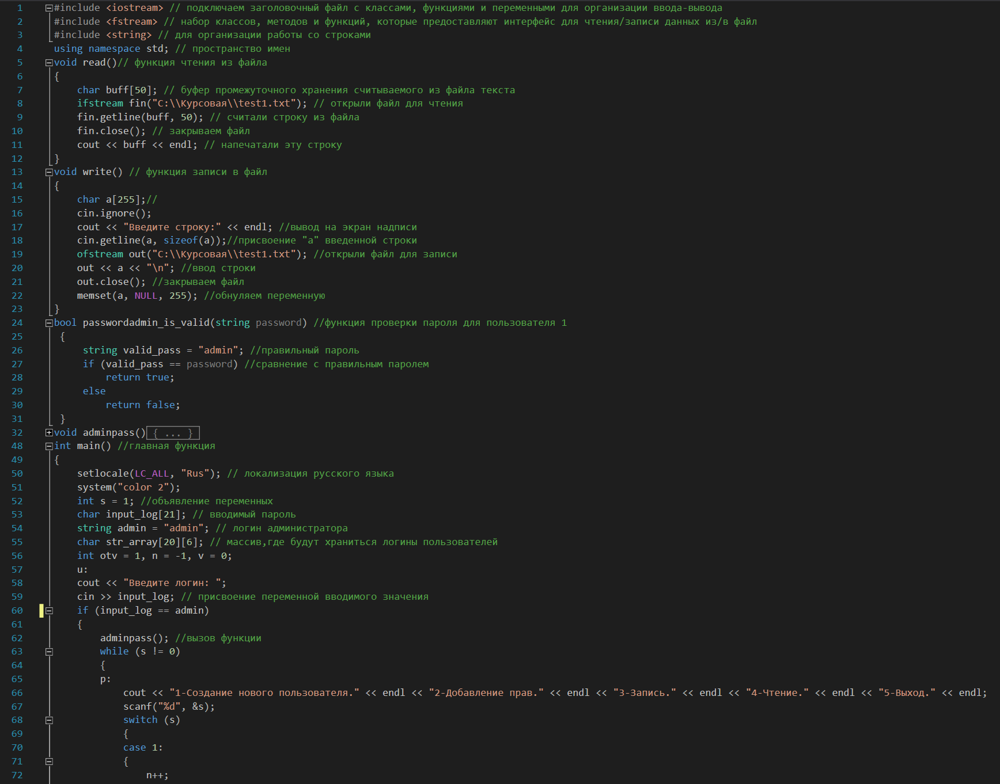 1 #include <iostream> // подключаем заголовочный файл с классами, функциями и переменными для организации ввода-вывода
2 #include <fstream> // набор классов, методов и функций, которые предоставляют интерфейс для чтения/записи данных из/в файл
3 #include <string> // для организации работы со строками
4 using namespace std; // пространство имен
5 void read()// функция чтения из файла
6 {
7 char buff[50]; // буфер промежуточного хранения считываемого из файла текста
8 ifstream fin("C:\\Курсовая\\test1.txt"); // открыли файл для чтения
9 fin.getline(buff, 50); // считали строку из файла
10 fin.close(); // закрываем файл
11 cout << buff << endl; // напечатали эту строку
12 }
13 void write() // функция записи в файл
14 {
15 char a[255];//
16 cin.ignore();
17 cout << "Введите строку:" << endl; //вывод на экран надписи
18 cin.getline(a, sizeof(a));//присвоение "a" введенной строки
19 ofstream out("C:\\Курсовая\\test1.txt"); //открыли файл для записи
20 out << a << "\n"; //ввод строки
21 out.close(); //закрываем файл
22 memset(a, NULL, 255); //обнуляем переменную
23 }
24 bool passwordadmin_is_valid(string password) //функция проверки пароля для пользователя 1
25 {
26 string valid_pass = "admin"; //правильный пароль
27 if (valid_pass == password) //сравнение с правильным паролем
28 return true;
29 else
30 return false;
31 }
32 void adminpass(){ ... }
48 int main() //главная функция
49 {
50 setlocale(LC_ALL, "Rus"); // локализация русского языка
51 system("color 2");
52 int s = 1; //объявление переменных
53 char input_log[21]; // вводимый пароль
54 string admin = "admin"; // логин администратора
55 char str_array[20][6]; // массив,где будут храниться логины пользователей
56 int otv = 1, n = -1, v = 0;
57 u:
58 cout << "Введите логин: ";
59 cin >> input_log; // присвоение переменной вводимого значения
60 if (input_log == admin)
61 {
62 adminpass(); //вызов функции
63 while (s != 0)
64 {
65 p:
66 cout << "1-Создание нового пользователя." << endl << "2-Добавление прав." << endl << "3-Запись." << endl << "4-Чтение." << endl << "5-Выход." << endl;
67 scanf("%d", &s);
68 switch (s)
69 {
70 case 1:
71 {
72 n++;